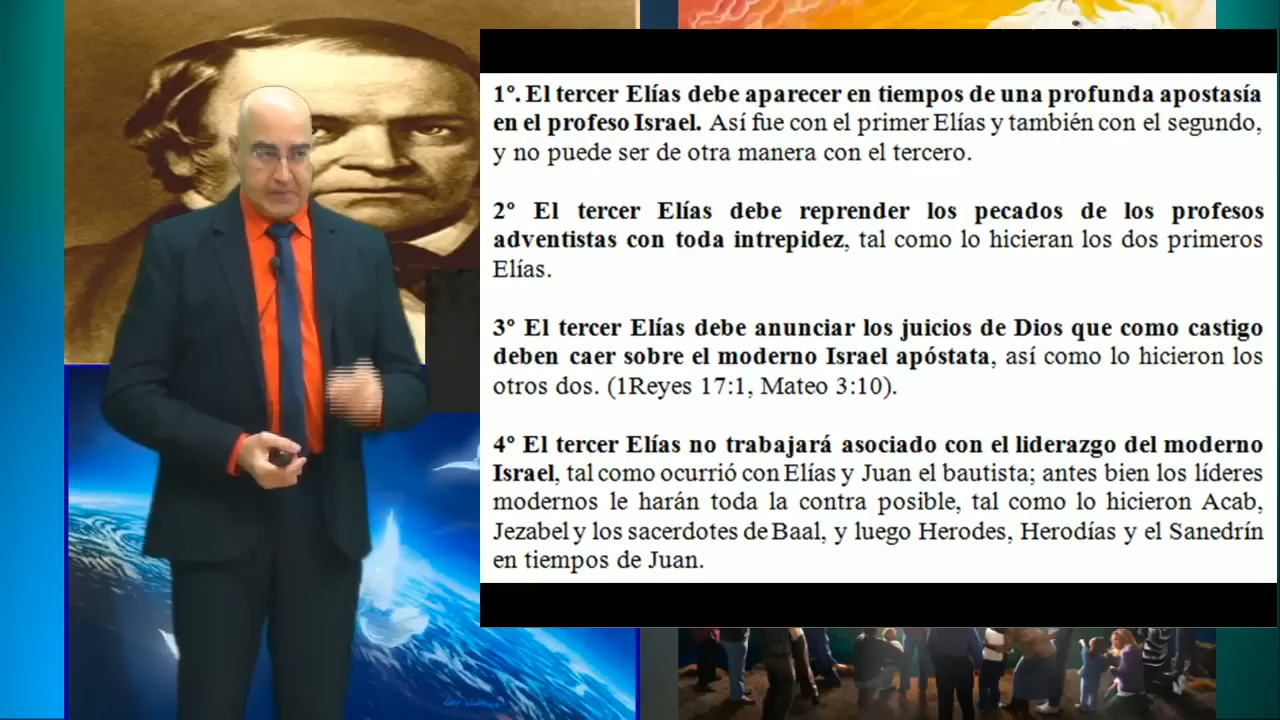 1º. El tercer Elías debe aparecer en tiempos de una profunda apostasía
en el profeso Israel. Así fue con el primer Elías y también con el segundo,
y no puede ser de otra manera con el tercero.
2º El tercer Elías debe reprender los pecados de los profesos
adventistas con toda intrepidez, tal como lo hicieran los dos primeros
Elías.
3º El tercer Elías debe anunciar los juicios de Dios que como castigo
deben caer sobre el moderno Israel apóstata, así como lo hicieron los
otros dos. (1Reyes 17:1, Mateo 3:10).
4º El tercer Elías no trabajará asociado con el liderazgo del moderno
Israel, tal como ocurrió con Elías y Juan el bautista; antes bien los líderes
modernos le harán toda la contra posible, tal como lo hicieron Acab,
Jezabel y los sacerdotes de Baal, y luego Herodes, Herodías y el Sanedrín
en tiempos de Juan.